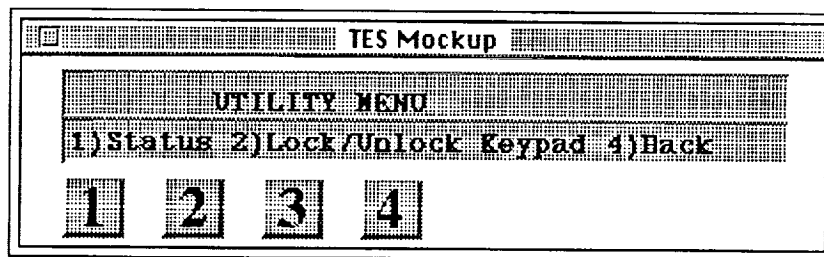 TES Mockup
UTILITY MENU
1)Status 2)Lock/Unlock Keypad 4)Back
1 2 3 4